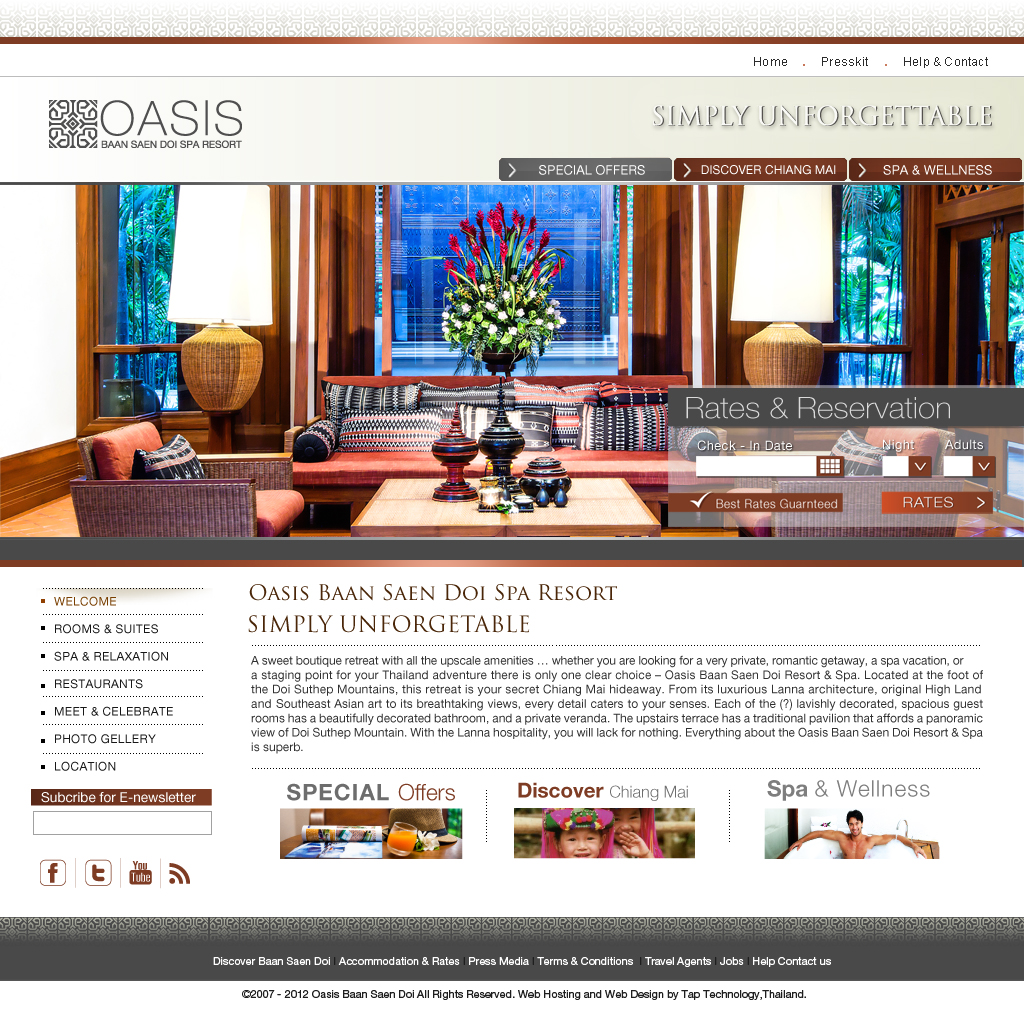 Home . Presskit . Help & Contact
OASIS
BAAN SAEN DOI SPA RESORT
SIMPLY UNFORGETTABLE
SPECIAL OFFERS
DISCOVER CHIANG MAI
SPA & WELLNESS
Rates & Reservation
Check - In Date
Night
Adults
Best Rates Guarnteed
RATES
WELCOME
ROOMS & SUITES
SPA & RELAXATION
RESTAURANTS
MEET & CELEBRATE
PHOTO GELLERY
LOCATION
Subcribe for E-newsletter
You
Tube
Oasis Baan Saen Doi Spa Resort
SIMPLY UNFORGETABLE
A sweet boutique retreat with all the upscale amenities … whether you are looking for a very private, romantic getaway, a spa vacation, or
a staging point for your Thailand adventure there is only one clear choice – Oasis Baan Saen Doi Resort & Spa. Located at the foot of
the Doi Suthep Mountains, this retreat is your secret Chiang Mai hideaway. From its luxurious Lanna architecture, original High Land
and Southeast Asian art to its breathtaking views, every detail caters to your senses. Each of the (?) lavishly decorated, spacious guest
rooms has a beautifully decorated bathroom, and a private veranda. The upstairs terrace has a traditional pavilion that affords a panoramic
view of Doi Suthep Mountain. With the Lanna hospitality, you will lack for nothing. Everything about the Oasis Baan Saen Doi Resort & Spa
is superb.
SPECIAL Offers
Discover Chiang Mai
Spa & Wellness
Discover Baan Saen Doi | Accommodation & Rates | Press Media | Terms & Conditions | Travel Agents | Jobs | Help Contact us
©2007 - 2012 Oasis Baan Saen Doi All Rights Reserved. Web Hosting and Web Design by Tap Technology,Thailand.